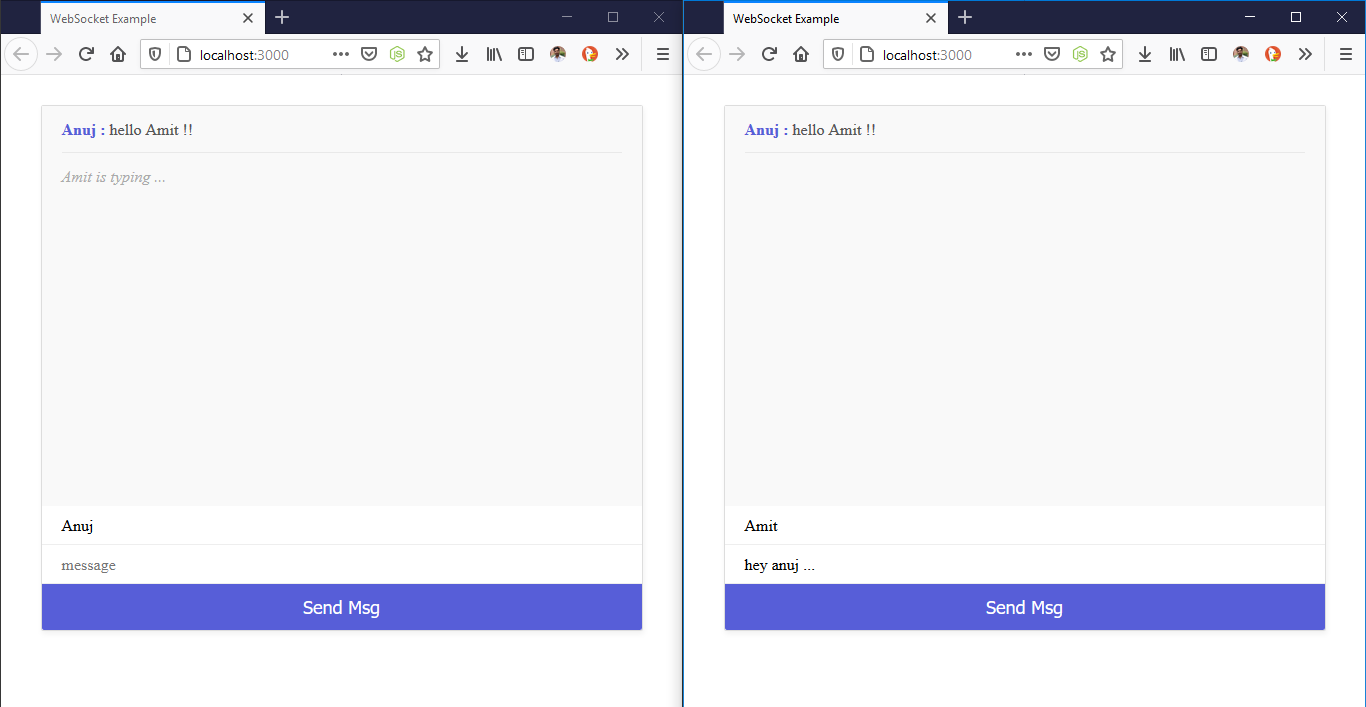 WebSocket Example
localhost:3000
Anuj : hello Amit !!
Amit is typing ...
Anuj
message
Send Msg
WebSocket Example
localhost:3000
Anuj : hello Amit !!
Amit
hey anuj ...
Send Msg